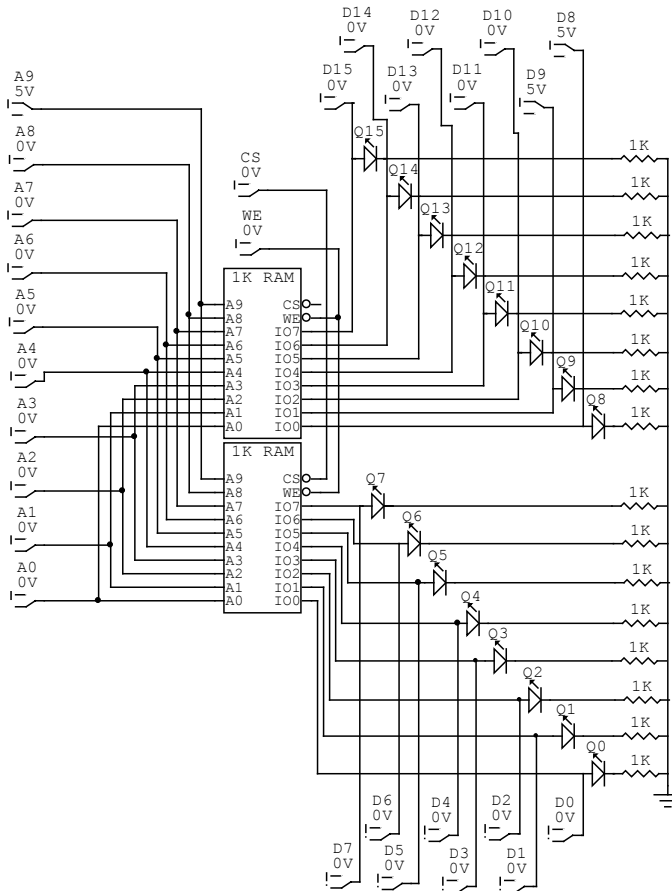 D14
0V
D12
0V
D10
0V
D8
5V
D15
0V
D13
0V
D11
0V
D9
5V
A9
5V
A8
0V
A7
0V
A6
0V
A5
0V
A4
0V
A3
0V
A2
0V
A1
0V
A0
0V
CS
0V
WE
0V
1K RAM
A9 CS
A8 WE
A7 IO7
A6 IO6
A5 IO5
A4 IO4
A3 IO3
A2 IO2
A1 IO1
A0 IO0
1K RAM
A9 CS
A8 WE
A7 IO7
A6 IO6
A5 IO5
A4 IO4
A3 IO3
A2 IO2
A1 IO1
A0 IO0
Q15 1K
Q14 1K
Q13 1K
Q12 1K
Q11 1K
Q10 1K
Q9 1K
Q8 1K
Q7 1K
Q6 1K
Q5 1K
Q4 1K
Q3 1K
Q2 1K
Q1 1K
Q0 1K
D6
0V
D4
0V
D2
0V
D0
0V
D7
0V
D5
0V
D3
0V
D1
0V